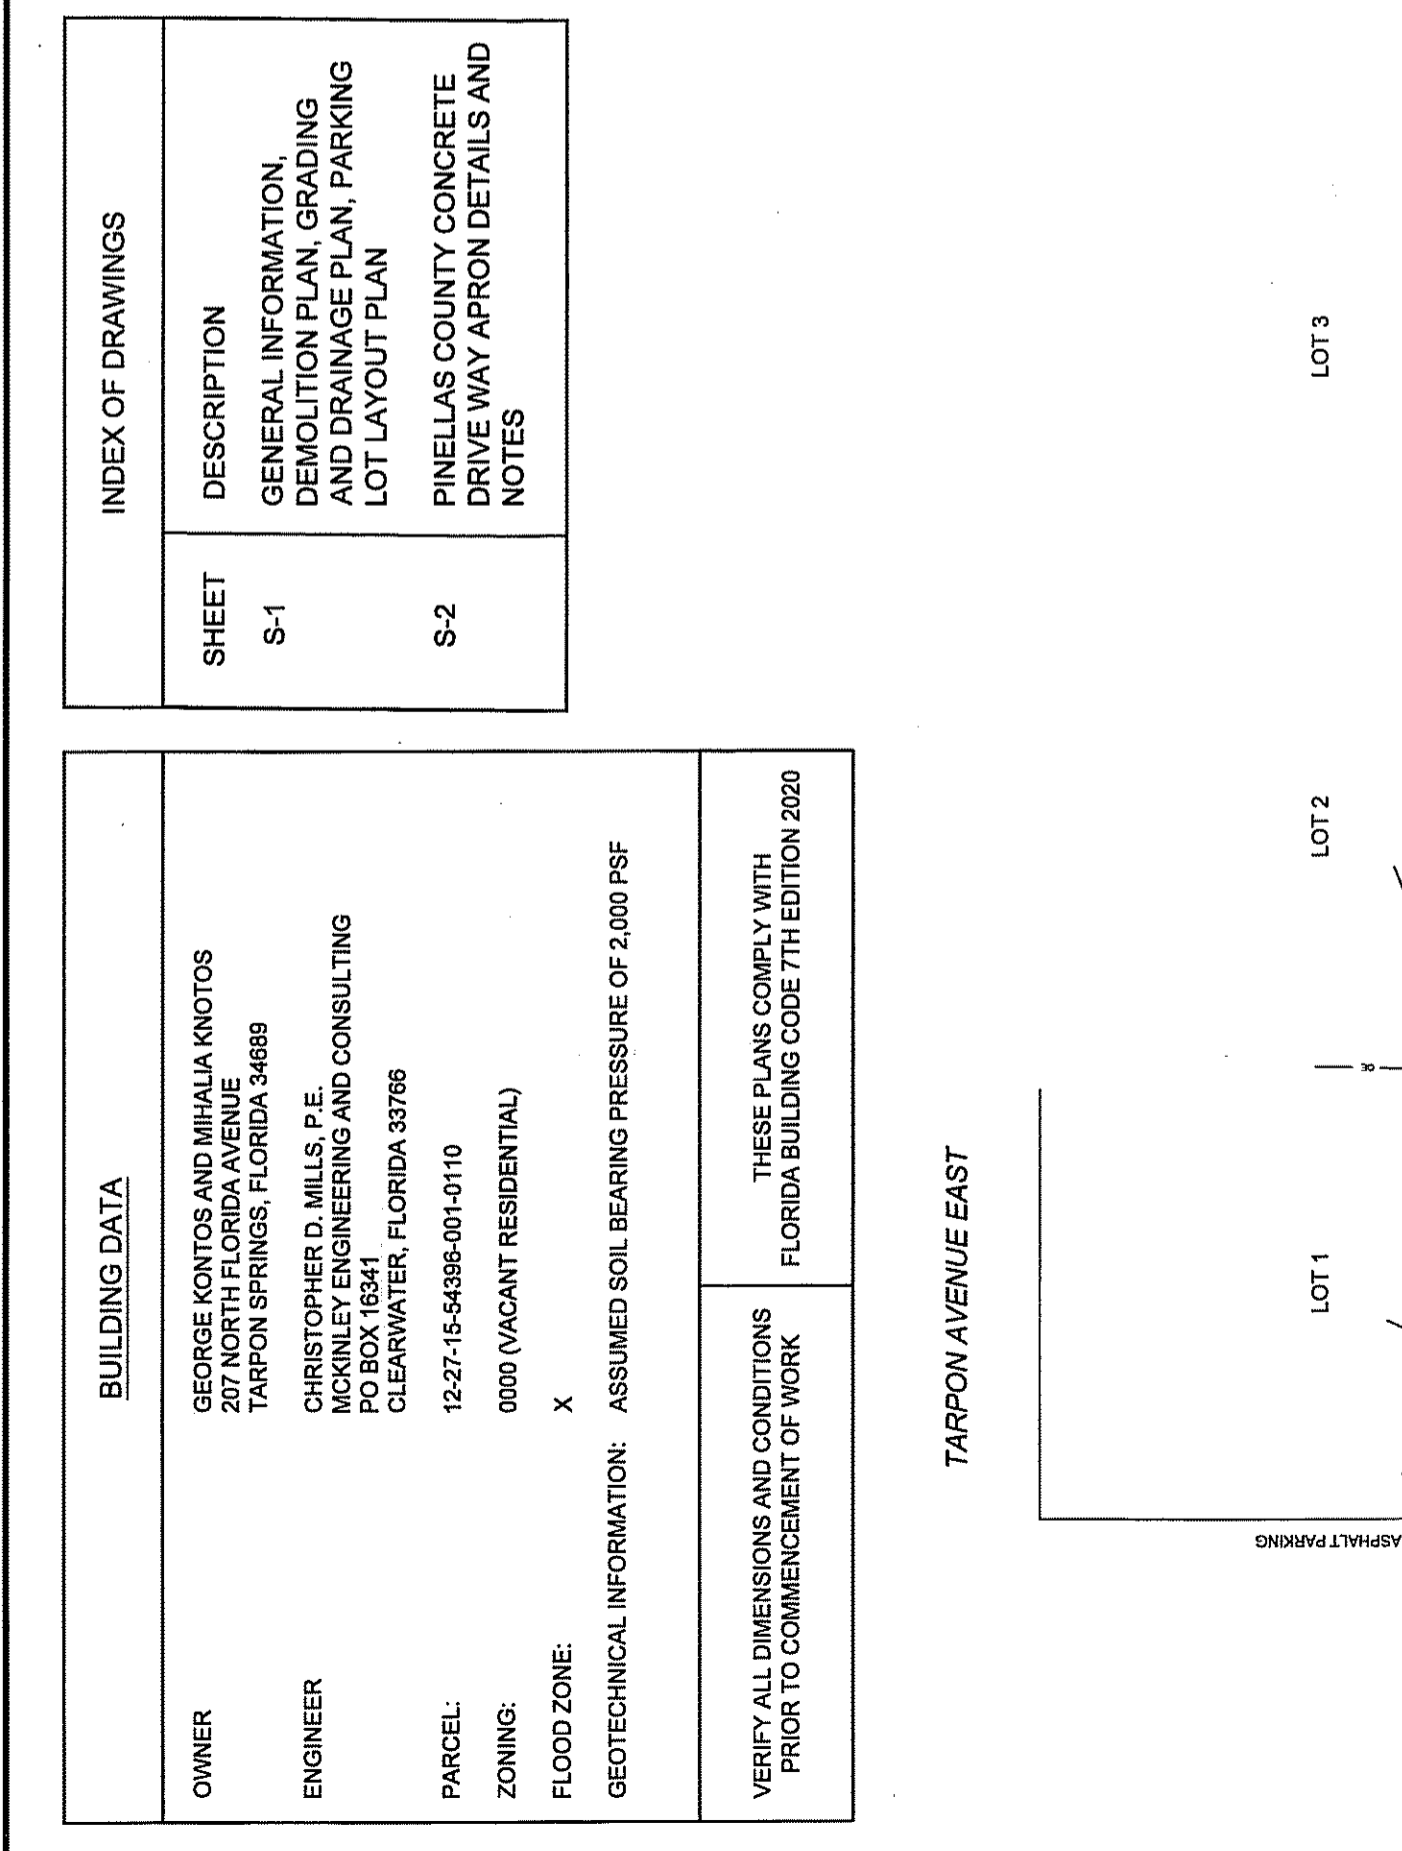 BUILDING DATA
OWNER
GEORGE KONTOS AND MIHALIA KNOTOS
207 NORTH FLORIDA AVENUE
TARPON SPRINGS, FLORIDA 34689
ENGINEER
CHRISTOPHER D. MILLS, P.E.
MCKINLEY ENGINEERING AND CONSULTING
PO BOX 16341
CLEARWATER, FLORIDA 33766
PARCEL: 12-27-15-54396-001-0110
ZONING: 0000 (VACANT RESIDENTIAL)
FLOOD ZONE: X
GEOTECHNICAL INFORMATION: ASSUMED SOIL BEARING PRESSURE OF 2,000 PSF
VERIFY ALL DIMENSIONS AND CONDITIONS
PRIOR TO COMMENCEMENT OF WORK
THESE PLANS COMPLY WITH
FLORIDA BUILDING CODE 7TH EDITION 2020
INDEX OF DRAWINGS
SHEET DESCRIPTION
S-1 GENERAL INFORMATION,
DEMOLITION PLAN, GRADING
AND DRAINAGE PLAN, PARKING
LOT LAYOUT PLAN
S-2 PINELLAS COUNTY CONCRETE
DRIVE WAY APRON DETAILS AND
NOTES
TARPON AVENUE EAST
ASPHALT PARKING
LOT 1
OE
LOT 2
LOT 3